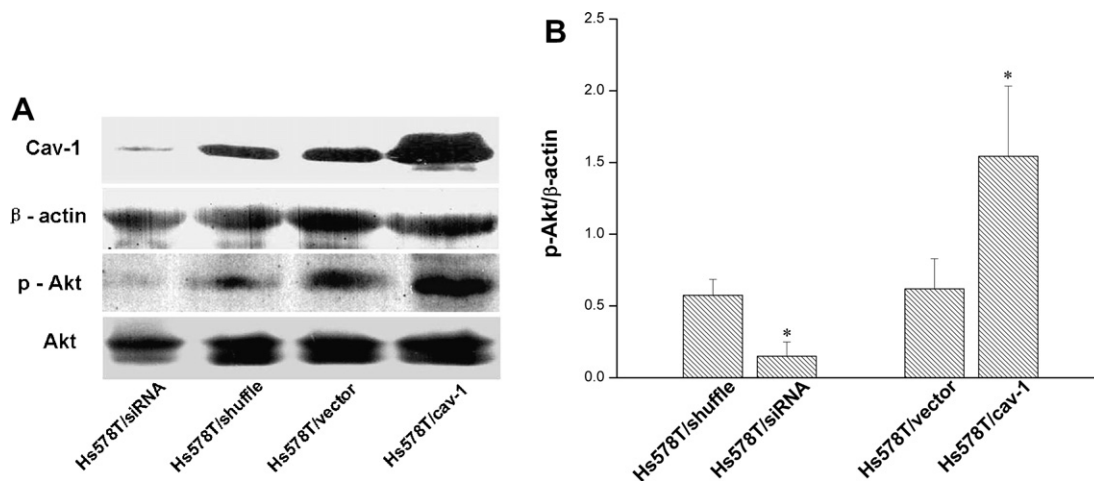 A
Cav-1
β - actin
p - Akt
Akt
Hs578T/siRNA
Hs578T/shuffle
Hs578T/vector
Hs578T/cav-1
B
p-Akt/β-actin
2.5
2.0
1.5
1.0
0.5
0.0
*
*
Hs578T/shuffle
Hs578T/siRNA
Hs578T/vector
Hs578T/cav-1